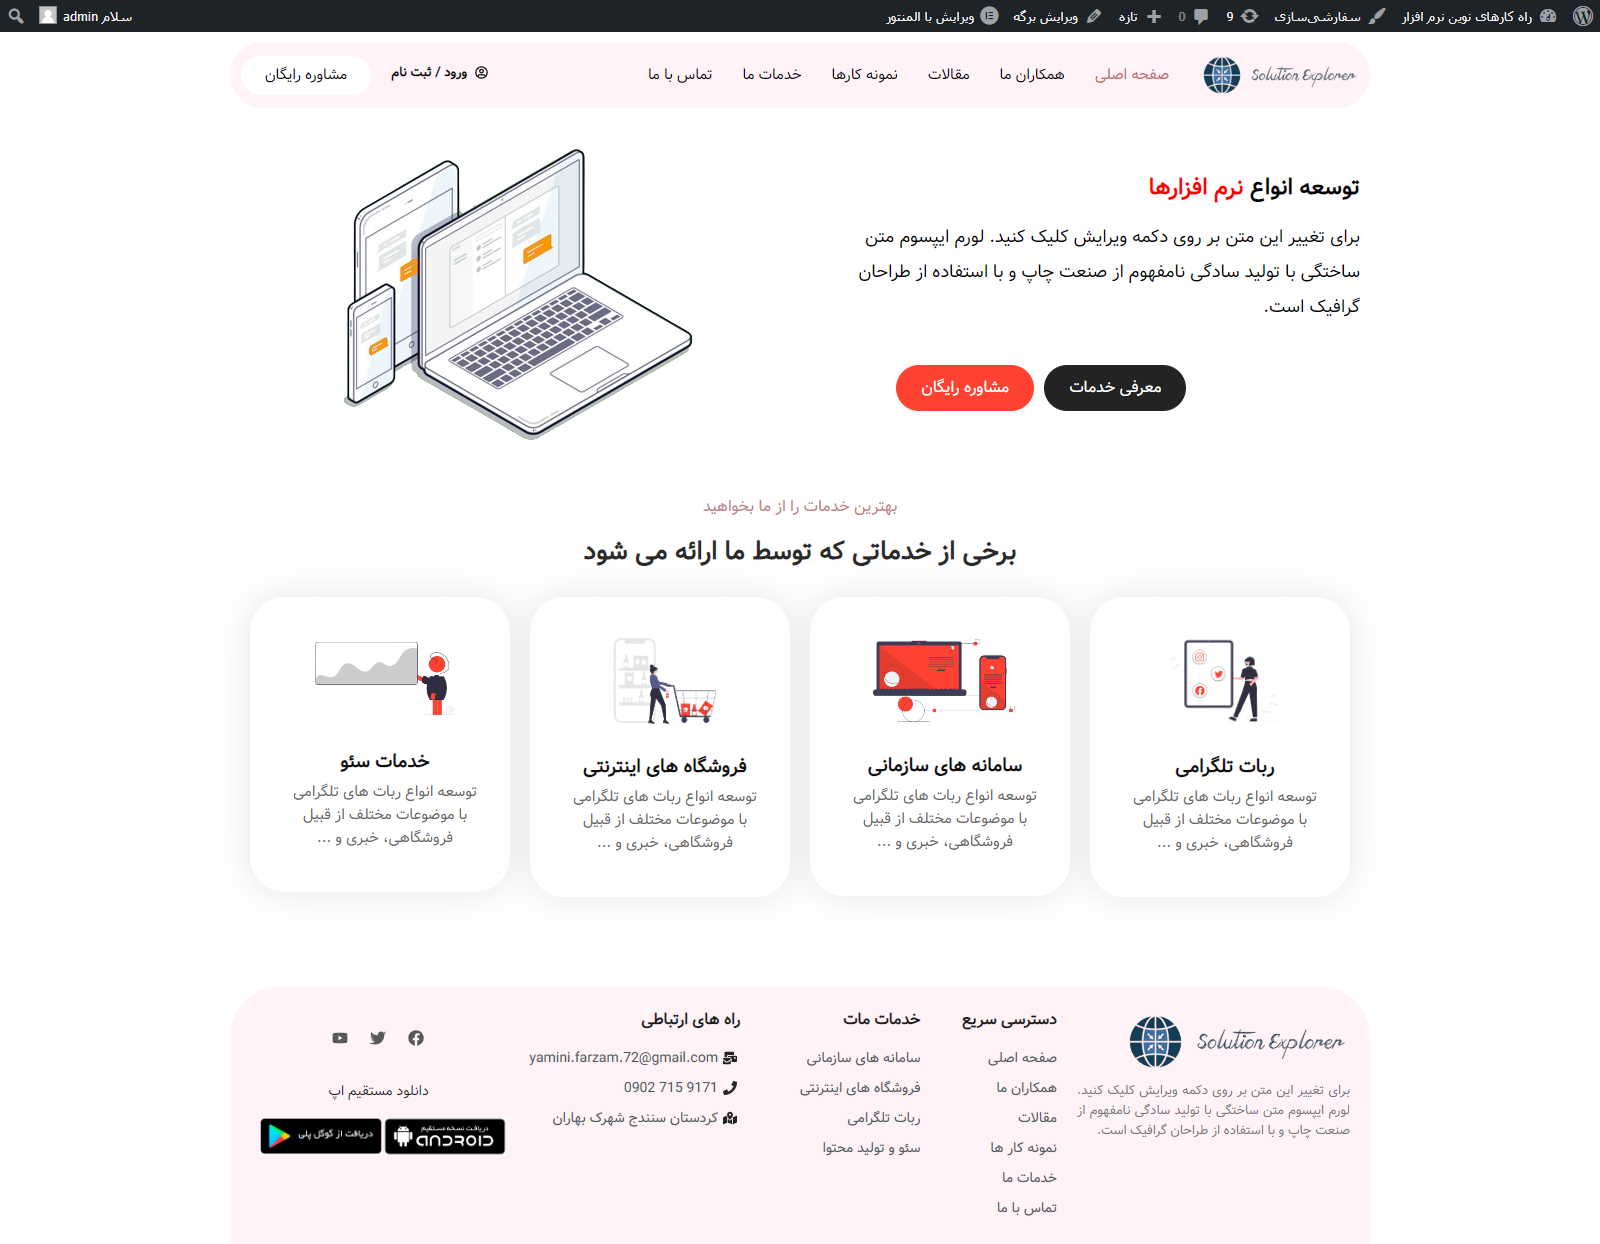 راه کارهای نوین نرم افزار
سفارشی‌سازی
9
0
تازه
ویرایش برگه
ویرایش با المنتور
سلام admin
Solution Explorer
صفحه اصلی
همکاران ما
مقالات
نمونه کارها
خدمات ما
تماس با ما
ورود / ثبت نام
مشاوره رایگان
توسعه انواع نرم افزارها
برای تغییر این متن بر روی دکمه ویرایش کلیک کنید. لورم ایپسوم متن
ساختگی با تولید سادگی نامفهوم از صنعت چاپ و با استفاده از طراحان
گرافیک است.
معرفی خدمات
مشاوره رایگان
بهترین خدمات را از ما بخواهید
برخی از خدماتی که توسط ما ارائه می شود
ربات تلگرامی
توسعه انواع ربات های تلگرامی
با موضوعات مختلف از قبیل
فروشگاهی، خبری و ...
سامانه های سازمانی
توسعه انواع ربات های تلگرامی
با موضوعات مختلف از قبیل
فروشگاهی، خبری و ...
فروشگاه های اینترنتی
توسعه انواع ربات های تلگرامی
با موضوعات مختلف از قبیل
فروشگاهی، خبری و ...
خدمات سئو
توسعه انواع ربات های تلگرامی
با موضوعات مختلف از قبیل
فروشگاهی، خبری و ...
Solution Explorer
برای تغییر این متن بر روی دکمه ویرایش کلیک کنید.
لورم ایپسوم متن ساختگی با تولید سادگی نامفهوم از
صنعت چاپ و با استفاده از طراحان گرافیک است.
دسترسی سریع
صفحه اصلی
همکاران ما
مقالات
نمونه کار ها
خدمات ما
تماس با ما
خدمات مات
سامانه های سازمانی
فروشگاه های اینترنتی
ربات تلگرامی
سئو و تولید محتوا
راه های ارتباطی
yamini.farzam.72@gmail.com
0902 715 9171
کردستان سنندج شهرک بهاران
دانلود مستقیم اپ
دریافت نسخه مستقیم
ANDROID
دریافت از گوگل پلی